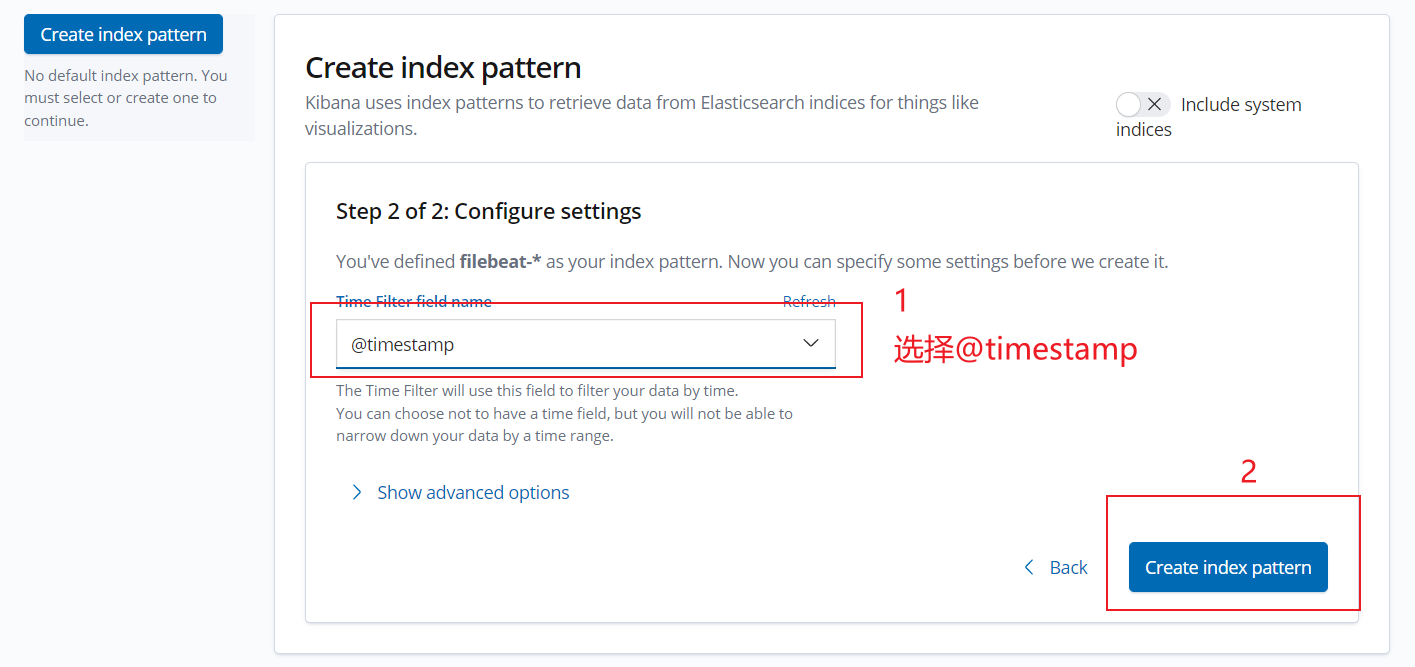 Create index pattern
No default index pattern. You
must select or create one to
continue.
Create index pattern
Kibana uses index patterns to retrieve data from Elasticsearch indices for things like
visualizations.
Include system
indices
Step 2 of 2: Configure settings
You've defined filebeat-* as your index pattern. Now you can specify some settings before we create it.
Time Filter field name
Refresh
1
@timestamp
选择@timestamp
The Time Filter will use this field to filter your data by time.
You can choose not to have a time field, but you will not be able to
narrow down your data by a time range.
Show advanced options
2
Back
Create index pattern